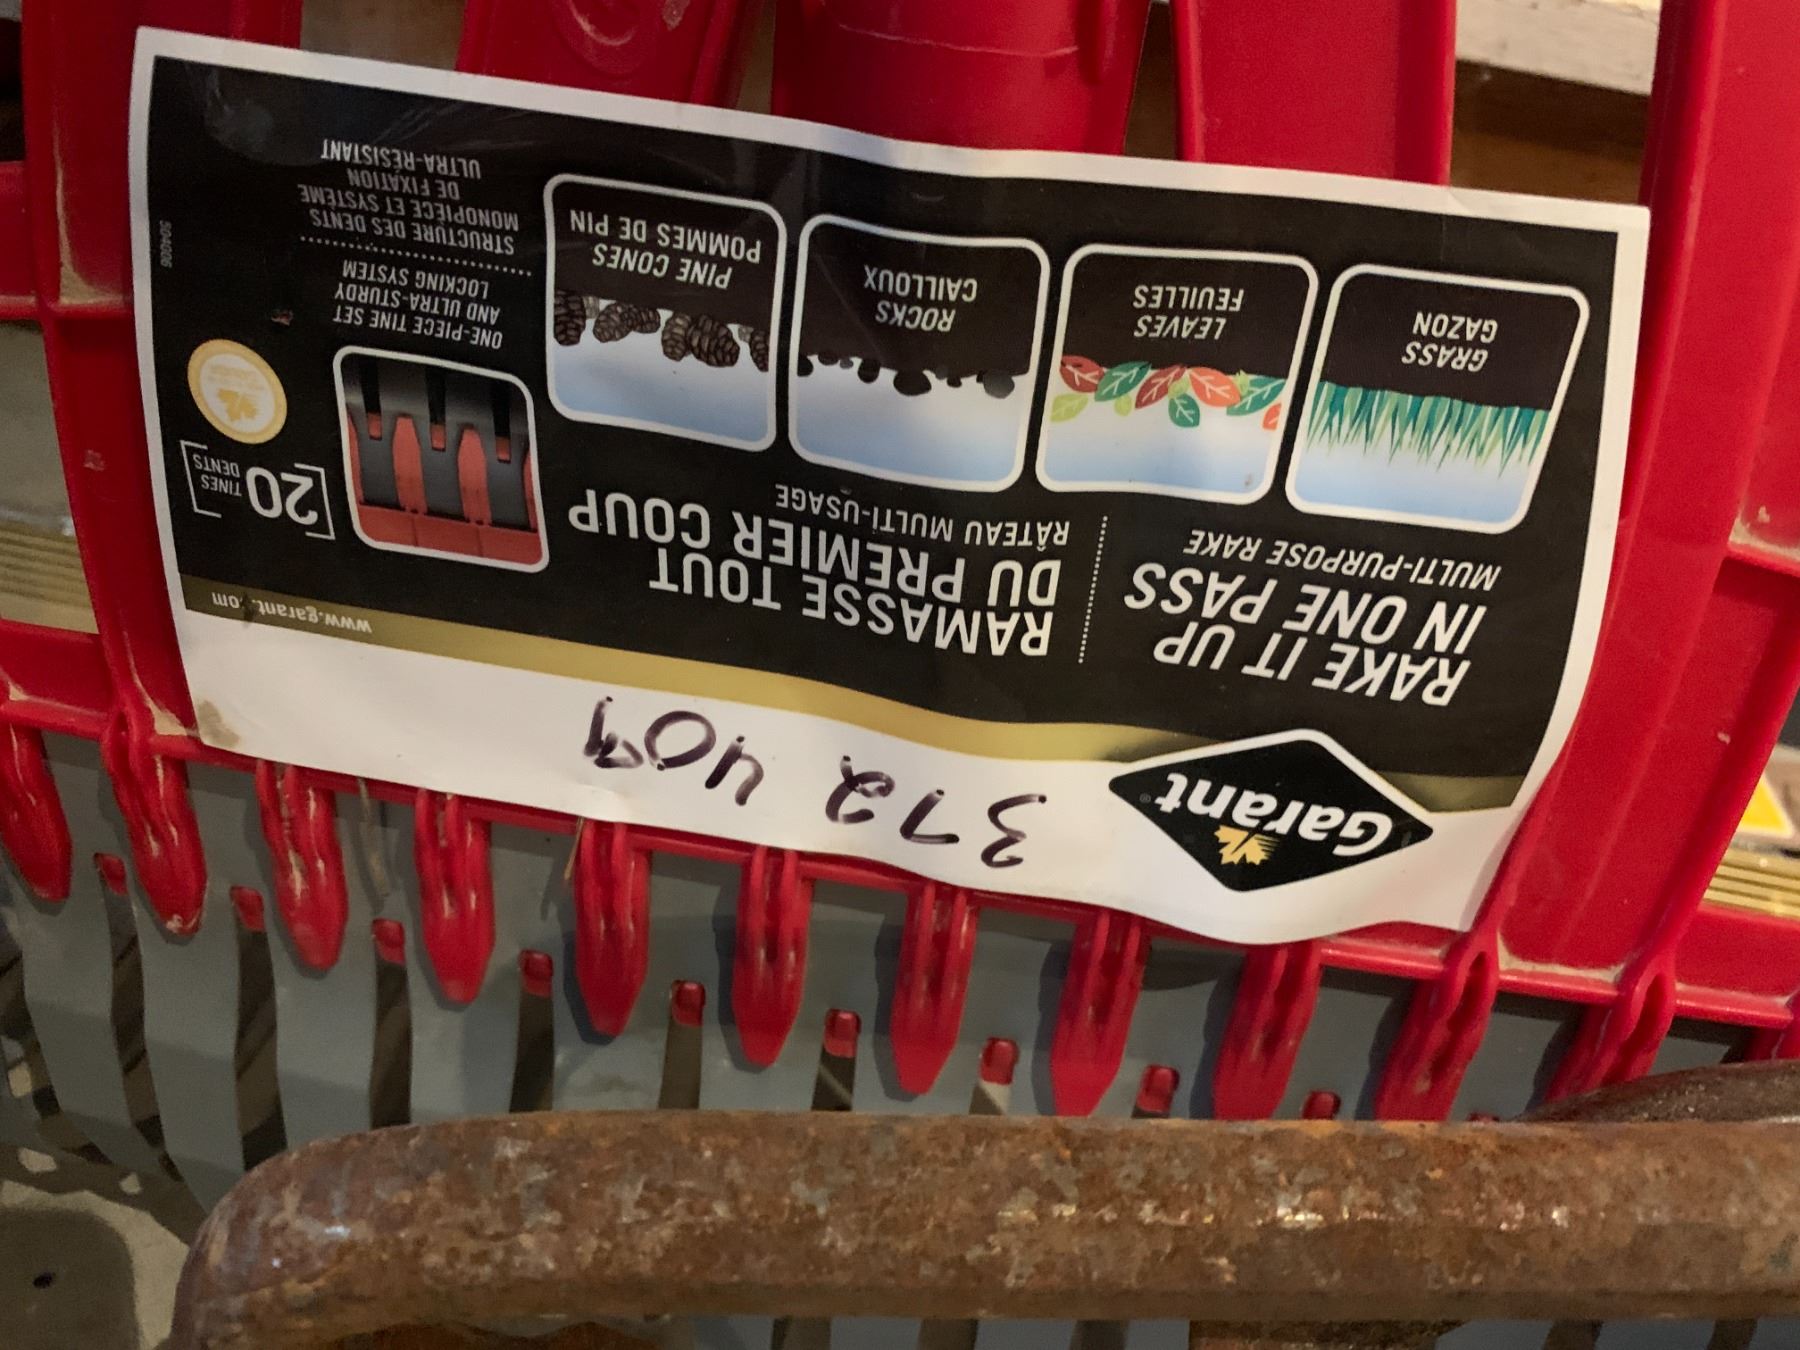 Garant®
372 409
www.garant.com
RAKE IT UP
IN ONE PASS
MULTI-PURPOSE RAKE
RAMASSE TOUT
DU PREMIER COUP
RÂTEAU MULTI-USAGE
20 TINES
DENTS
GRASS
GAZON
LEAVES
FEUILLES
ROCKS
CAILLOUX
PINE CONES
POMMES DE PIN
ONE-PIECE TINE SET
AND ULTRA-STURDY
LOCKING SYSTEM
STRUCTURE DES DENTS
MONOPIÈCE ET SYSTÈME
DE FIXATION
ULTRA-RÉSISTANT